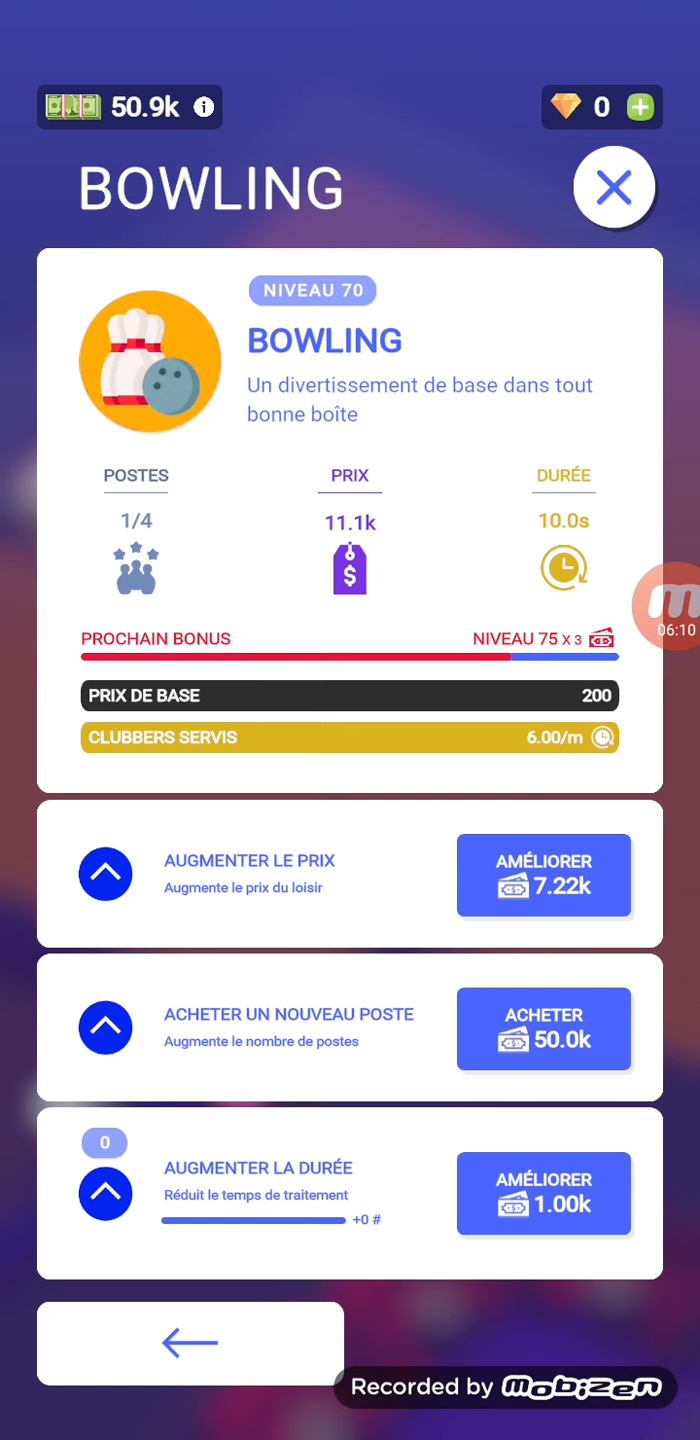 50.9k
0
BOWLING
NIVEAU 70
BOWLING
Un divertissement de base dans tout
bonne boîte
POSTES
PRIX
DURÉE
1/4
11.1k
10.0s
PROCHAIN BONUS
NIVEAU 75 X 3
06:10
PRIX DE BASE
200
CLUBBERS SERVIS
6.00/m
AUGMENTER LE PRIX
Augmente le prix du loisir
AMÉLIORER
7.22k
ACHETER UN NOUVEAU POSTE
Augmente le nombre de postes
ACHETER
50.0k
0
AUGMENTER LA DURÉE
Réduit le temps de traitement
+0 #
AMÉLIORER
1.00k
Recorded by mobizen